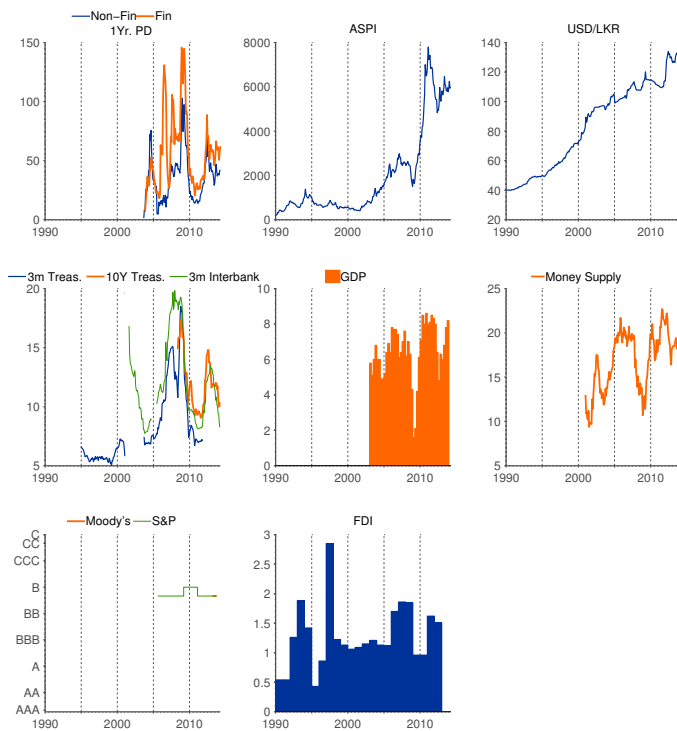 Non−Fin Fin
1Yr. PD
150
100
50
0
1990 2000 2010
ASPI
8000
6000
4000
2000
0
1990 2000 2010
USD/LKR
140
120
100
80
60
40
20
1990 2000 2010
3m Treas. 10Y Treas. 3m Interbank
20
15
10
5
1990 2000 2010
GDP
10
8
6
4
2
0
1990 2000 2010
Money Supply
25
20
15
10
5
1990 2000 2010
Moody's S&P
C
CC
CCC
B
BB
BBB
A
AA
AAA
1990 2000 2010
FDI
3
2.5
2
1.5
1
0.5
0
1990 2000 2010